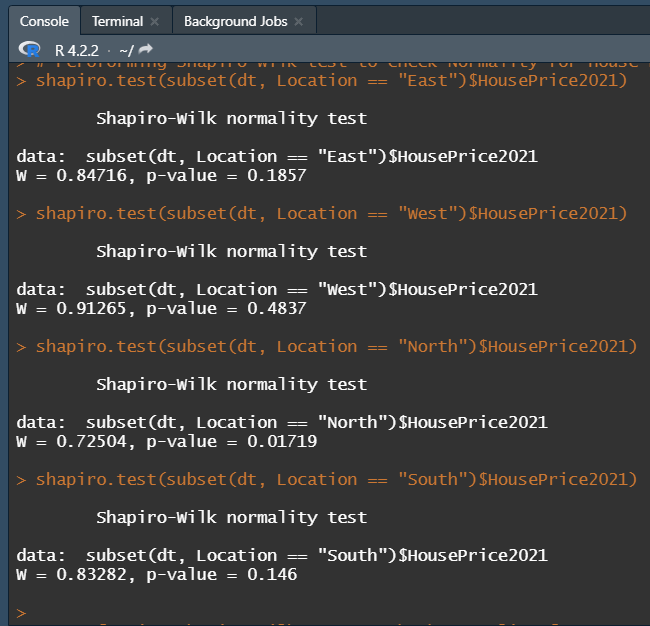 Console Terminal × Background Jobs ×
R R 4.2.2 · ~/
> # Perorming Shapiro Wilk test to check Normality for House
> shapiro.test(subset(dt, Location == "East")$HousePrice2021)
Shapiro-Wilk normality test
data:  subset(dt, Location == "East")$HousePrice2021
W = 0.84716, p-value = 0.1857
> shapiro.test(subset(dt, Location == "West")$HousePrice2021)
Shapiro-Wilk normality test
data:  subset(dt, Location == "West")$HousePrice2021
W = 0.91265, p-value = 0.4837
> shapiro.test(subset(dt, Location == "North")$HousePrice2021)
Shapiro-Wilk normality test
data:  subset(dt, Location == "North")$HousePrice2021
W = 0.72504, p-value = 0.01719
> shapiro.test(subset(dt, Location == "South")$HousePrice2021)
Shapiro-Wilk normality test
data:  subset(dt, Location == "South")$HousePrice2021
W = 0.83282, p-value = 0.146
>